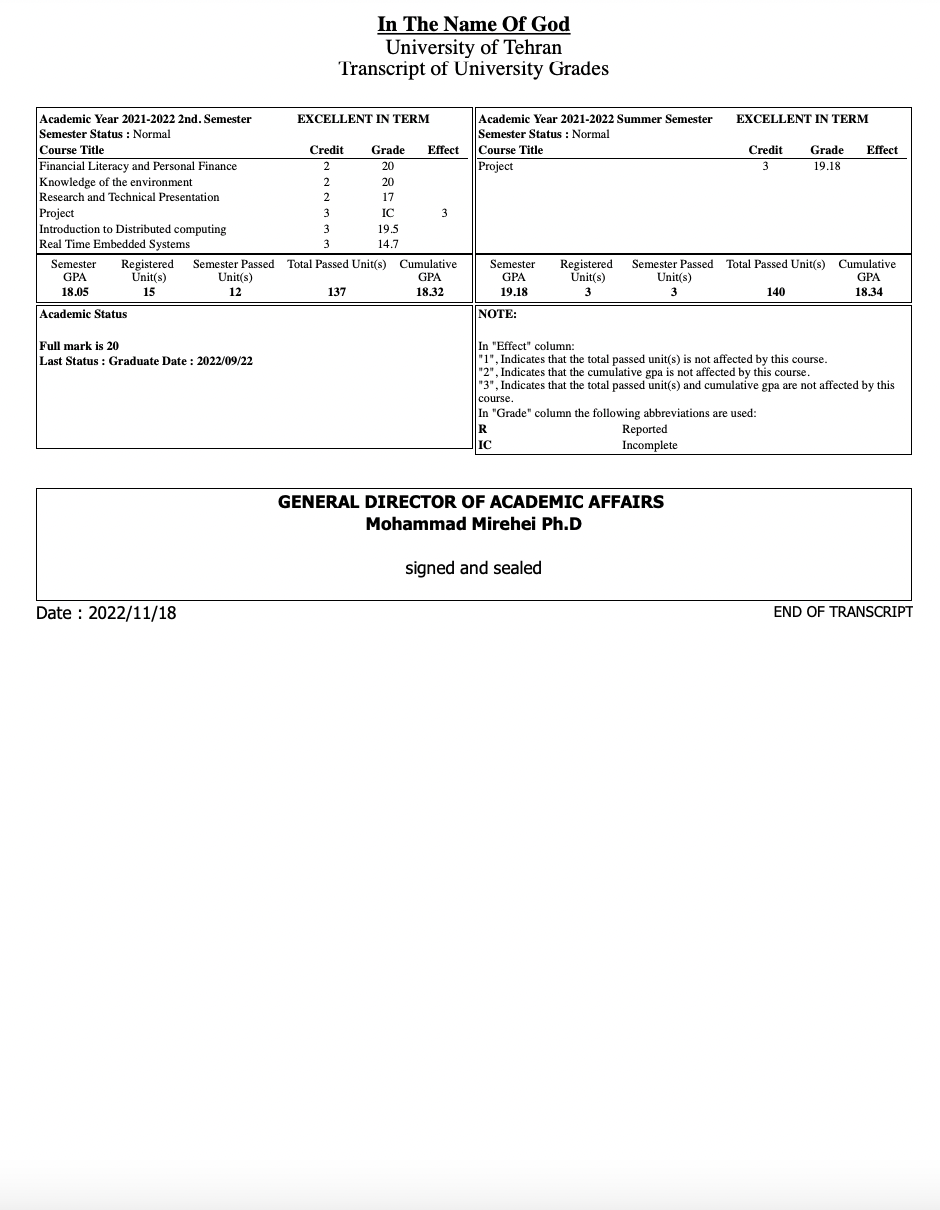 In The Name Of God
University of Tehran
Transcript of University Grades
Academic Year 2021-2022 2nd. Semester EXCELLENT IN TERM
Semester Status : Normal
Course Title Credit Grade Effect
Financial Literacy and Personal Finance 2 20
Knowledge of the environment 2 20
Research and Technical Presentation 2 17
Project 3 IC 3
Introduction to Distributed computing 3 19.5
Real Time Embedded Systems 3 14.7
Semester Registered Semester Passed Total Passed Unit(s) Cumulative
GPA Unit(s) Unit(s) GPA
18.05 15 12 137 18.32
Academic Year 2021-2022 Summer Semester EXCELLENT IN TERM
Semester Status : Normal
Course Title Credit Grade Effect
Project 3 19.18
Semester Registered Semester Passed Total Passed Unit(s) Cumulative
GPA Unit(s) Unit(s) GPA
19.18 3 3 140 18.34
Academic Status
Full mark is 20
Last Status : Graduate Date : 2022/09/22
NOTE:
In "Effect" column:
"1", Indicates that the total passed unit(s) is not affected by this course.
"2", Indicates that the cumulative gpa is not affected by this course.
"3", Indicates that the total passed unit(s) and cumulative gpa are not affected by this
course.
In "Grade" column the following abbreviations are used:
R Reported
IC Incomplete
GENERAL DIRECTOR OF ACADEMIC AFFAIRS
Mohammad Mirehei Ph.D
signed and sealed
Date : 2022/11/18 END OF TRANSCRIPT